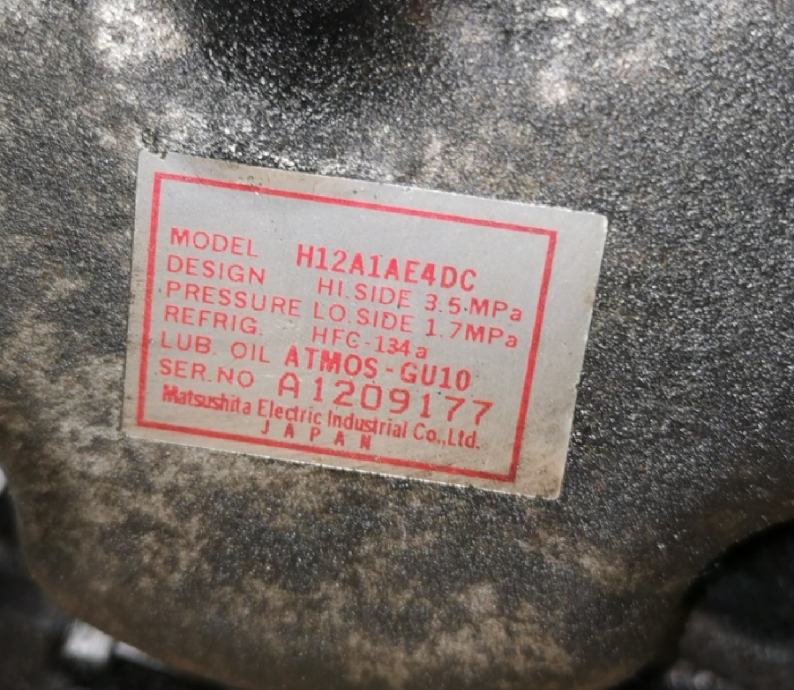 MODEL H12A1AE4DC
DESIGN HI.SIDE 3.5.MPa
PRESSURE LO.SIDE 1.7MPa
REFRIG. HFC-134a
LUB. OIL ATMOS-GU10
SER.NO A1209177
Matsushita Electric Industrial Co.,Ltd.
JAPAN